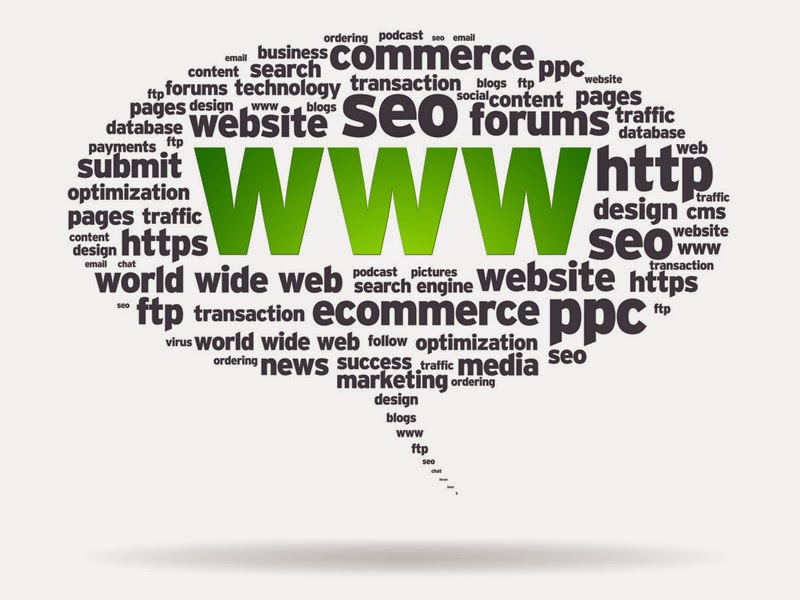 ordering podcast seo email
email business commerce ppc
content search website
forums technology transaction blogs ftp
ftp pages design www blogs seo social content pages
database website forums traffic
database
payments ftp web
submit www http
optimization traffic
pages traffic design cms
content https seo website
design www
email chat transaction
world wide web podcast pictures website https
search engine
seo ftp transaction ecommerce ppc ftp
virus world wide web follow optimization
ordering news success traffic media seo
marketing ordering
design
blogs
www
ftp
seo
chat